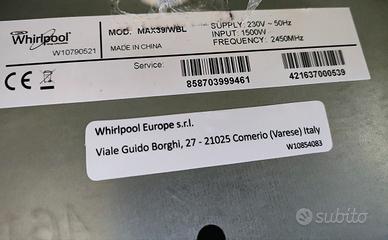 Whirlpool
W10790521
MOD. MAX39/WBL
MADE IN CHINA
SUPPLY: 230V ~ 50Hz
INPUT: 1500W
FREQUENCY: 2450MHz
Service:
858703999461
421637000539
Whirlpool Europe s.r.l.
Viale Guido Borghi, 27 - 21025 Comerio (Varese) Italy
W10854083
subito